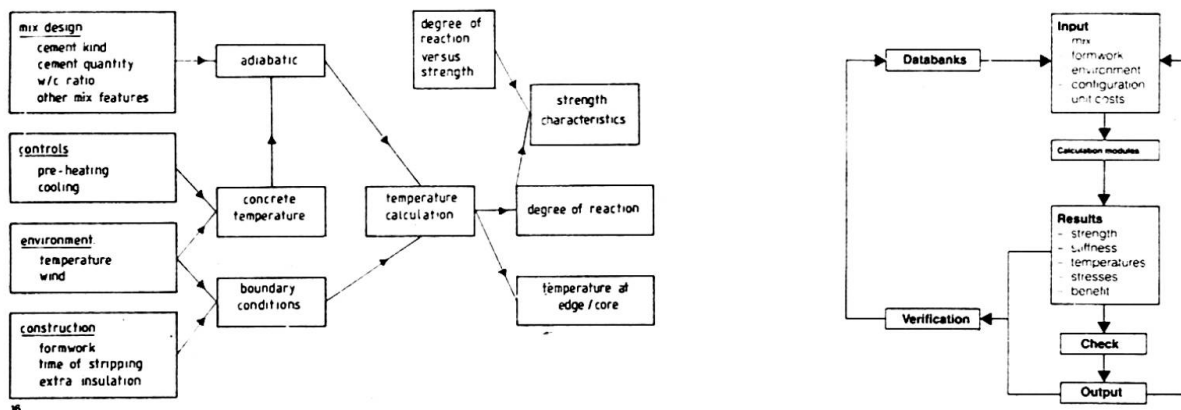 mix design
cement kind
cement quantity
w/c ratio
other mix features
controls
pre-heating
cooling
environment.
temperature
wind
construction
formwork
time of stripping
extra insulation
adiabatic
concrete
temperature
boundary
conditions
temperature
calculation
degree of
reaction
versus
strength
strength
characteristics
degree of reaction
temperature at
edge/core
16
Databanks
Verification
Input
- mix
- formwork
- environment
- configuration
- unit costs
Calculation modules
Results
- strength
- stiffness
- temperatures
- stresses
- benefit
Check
Output